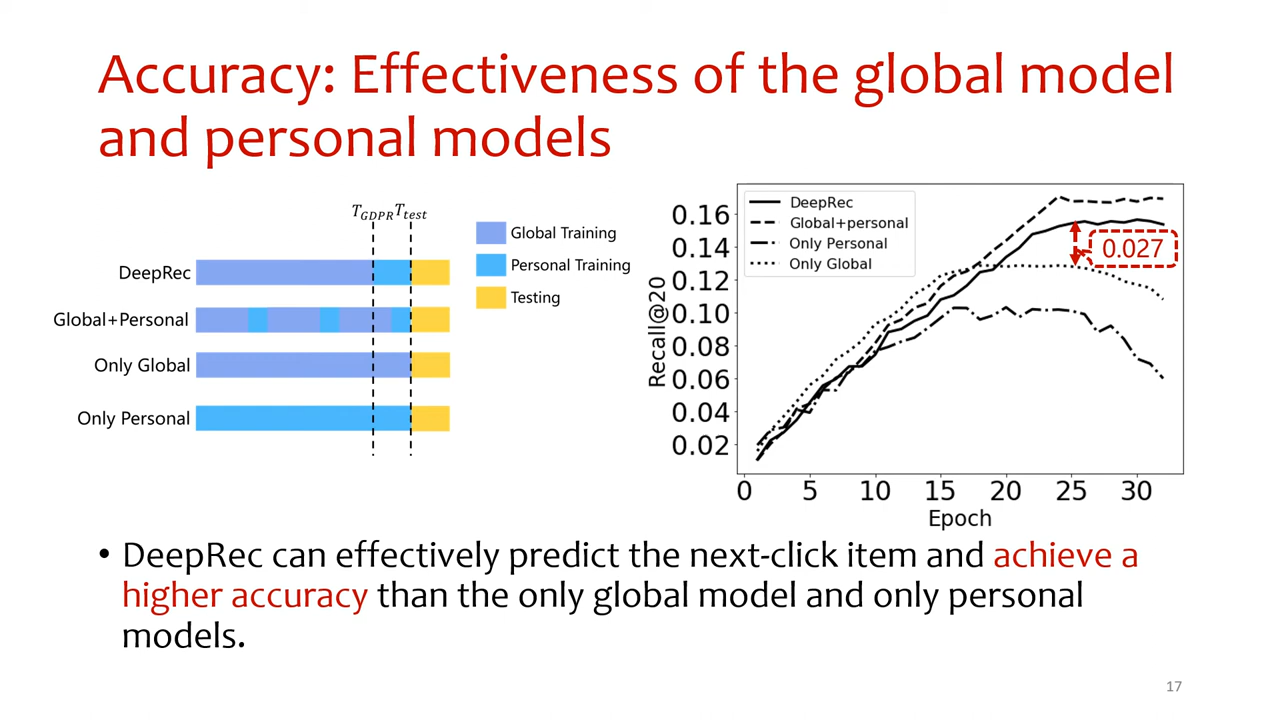 Accuracy: Effectiveness of the global model
and personal models
T_GDPR T_test
DeepRec
Global+Personal
Only Global
Only Personal
Global Training
Personal Training
Testing
DeepRec
Global+personal
Only Personal
Only Global
0.027
0.16
0.14
0.12
0.10
0.08
0.06
0.04
0.02
Recall@20
0 5 10 15 20 25 30
Epoch
• DeepRec can effectively predict the next-click item and achieve a
higher accuracy than the only global model and only personal
models.
17